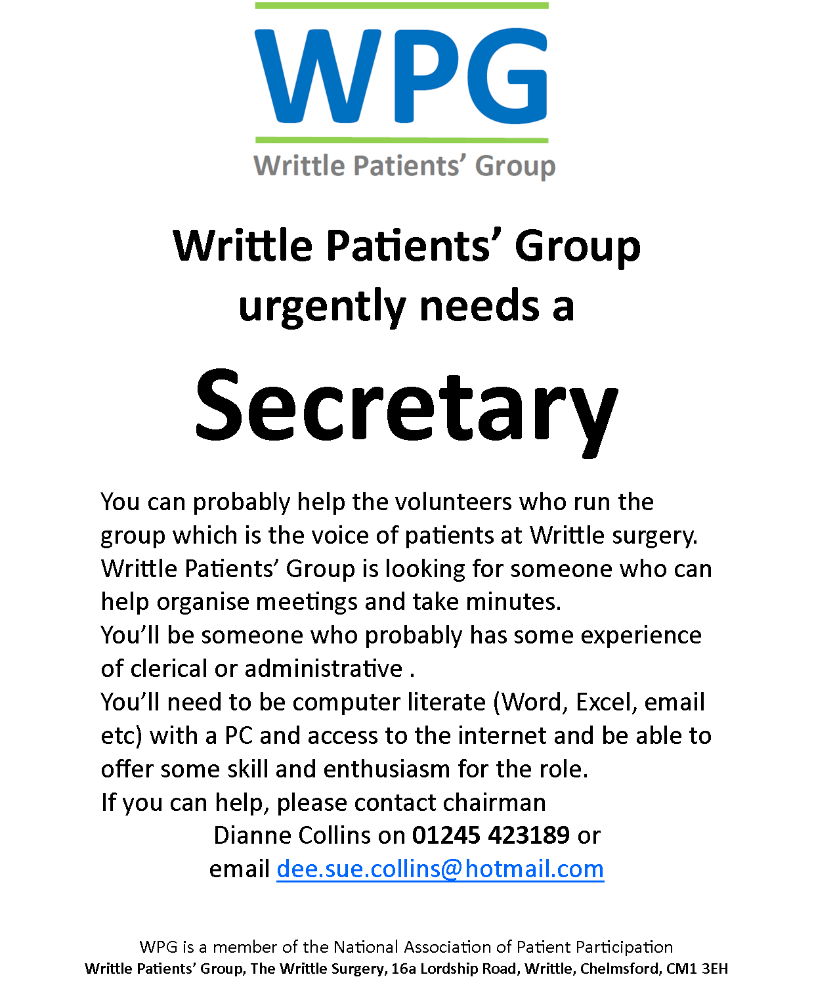 WPG
Writtle Patients’ Group
Writtle Patients’ Group
urgently needs a
Secretary
You can probably help the volunteers who run the
group which is the voice of patients at Writtle surgery.
Writtle Patients’ Group is looking for someone who can
help organise meetings and take minutes.
You’ll be someone who probably has some experience
of clerical or administrative .
You’ll need to be computer literate (Word, Excel, email
etc) with a PC and access to the internet and be able to
offer some skill and enthusiasm for the role.
If you can help, please contact chairman
Dianne Collins on 01245 423189 or
email dee.sue.collins@hotmail.com
WPG is a member of the National Association of Patient Participation
Writtle Patients’ Group, The Writtle Surgery, 16a Lordship Road, Writtle, Chelmsford, CM1 3EH